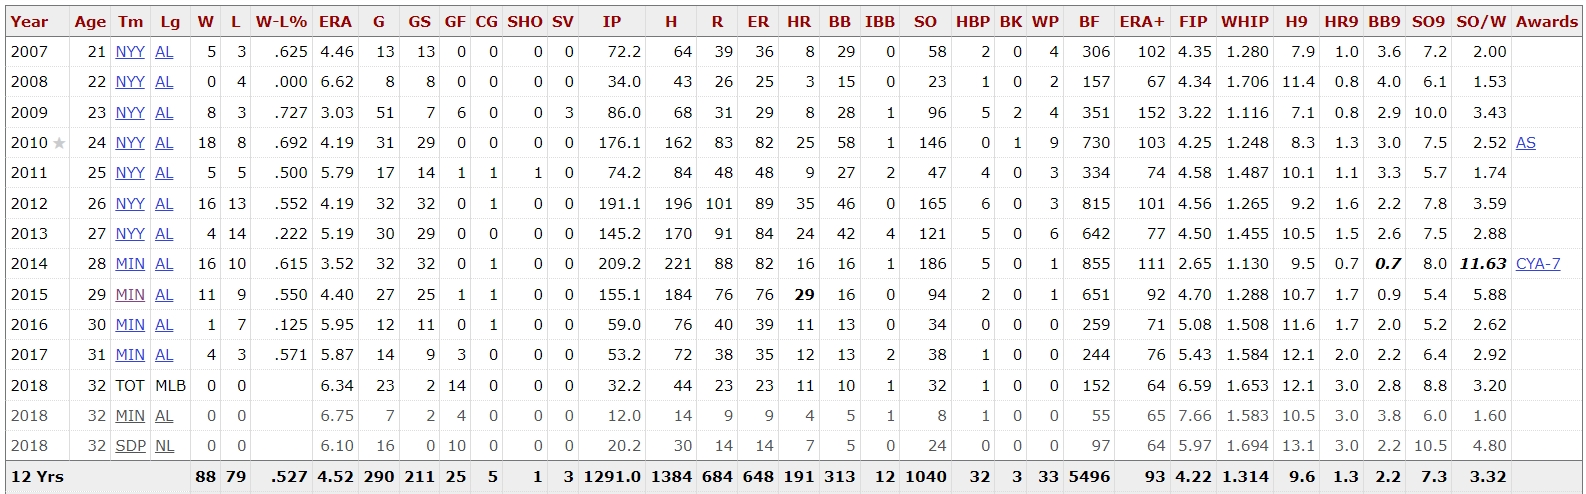 Year Age Tm Lg W L W-L% ERA G GS GF CG SHO SV IP H R ER HR BB IBB SO HBP BK WP BF ERA+ FIP WHIP H9 HR9 BB9 SO9 SO/W Awards
2007 21 NYY AL 5 3 .625 4.46 13 13 0 0 0 0 72.2 64 39 36 8 29 0 58 2 0 4 306 102 4.35 1.280 7.9 1.0 3.6 7.2 2.00
2008 22 NYY AL 0 4 .000 6.62 8 8 0 0 0 0 34.0 43 26 25 3 15 0 23 1 0 2 157 67 4.34 1.706 11.4 0.8 4.0 6.1 1.53
2009 23 NYY AL 8 3 .727 3.03 51 7 6 0 0 3 86.0 68 31 29 8 28 1 96 5 2 4 351 152 3.22 1.116 7.1 0.8 2.9 10.0 3.43
2010 ★ 24 NYY AL 18 8 .692 4.19 31 29 0 0 0 0 176.1 162 83 82 25 58 1 146 0 1 9 730 103 4.25 1.248 8.3 1.3 3.0 7.5 2.52 AS
2011 25 NYY AL 5 5 .500 5.79 17 14 1 1 1 0 74.2 84 48 48 9 27 2 47 4 0 3 334 74 4.58 1.487 10.1 1.1 3.3 5.7 1.74
2012 26 NYY AL 16 13 .552 4.19 32 32 0 1 0 0 191.1 196 101 89 35 46 0 165 6 0 3 815 101 4.56 1.265 9.2 1.6 2.2 7.8 3.59
2013 27 NYY AL 4 14 .222 5.19 30 29 0 0 0 0 145.2 170 91 84 24 42 4 121 5 0 6 642 77 4.50 1.455 10.5 1.5 2.6 7.5 2.88
2014 28 MIN AL 16 10 .615 3.52 32 32 0 1 0 0 209.2 221 88 82 16 16 1 186 5 0 1 855 111 2.65 1.130 9.5 0.7 0.7 8.0 11.63 CYA-7
2015 29 MIN AL 11 9 .550 4.40 27 25 1 1 0 0 155.1 184 76 76 29 16 0 94 2 0 1 651 92 4.70 1.288 10.7 1.7 0.9 5.4 5.88
2016 30 MIN AL 1 7 .125 5.95 12 11 0 1 0 0 59.0 76 40 39 11 13 0 34 0 0 0 259 71 5.08 1.508 11.6 1.7 2.0 5.2 2.62
2017 31 MIN AL 4 3 .571 5.87 14 9 3 0 0 0 53.2 72 38 35 12 13 2 38 1 0 0 244 76 5.43 1.584 12.1 2.0 2.2 6.4 2.92
2018 32 TOT MLB 0 0 6.34 23 2 14 0 0 0 32.2 44 23 23 11 10 1 32 1 0 0 152 64 6.59 1.653 12.1 3.0 2.8 8.8 3.20
2018 32 MIN AL 0 0 6.75 7 2 4 0 0 0 12.0 14 9 9 4 5 1 8 1 0 0 55 65 7.66 1.583 10.5 3.0 3.8 6.0 1.60
2018 32 SDP NL 0 0 6.10 16 0 10 0 0 0 20.2 30 14 14 7 5 0 24 0 0 0 97 64 5.97 1.694 13.1 3.0 2.2 10.5 4.80
12 Yrs 88 79 .527 4.52 290 211 25 5 1 3 1291.0 1384 684 648 191 313 12 1040 32 3 33 5496 93 4.22 1.314 9.6 1.3 2.2 7.3 3.32